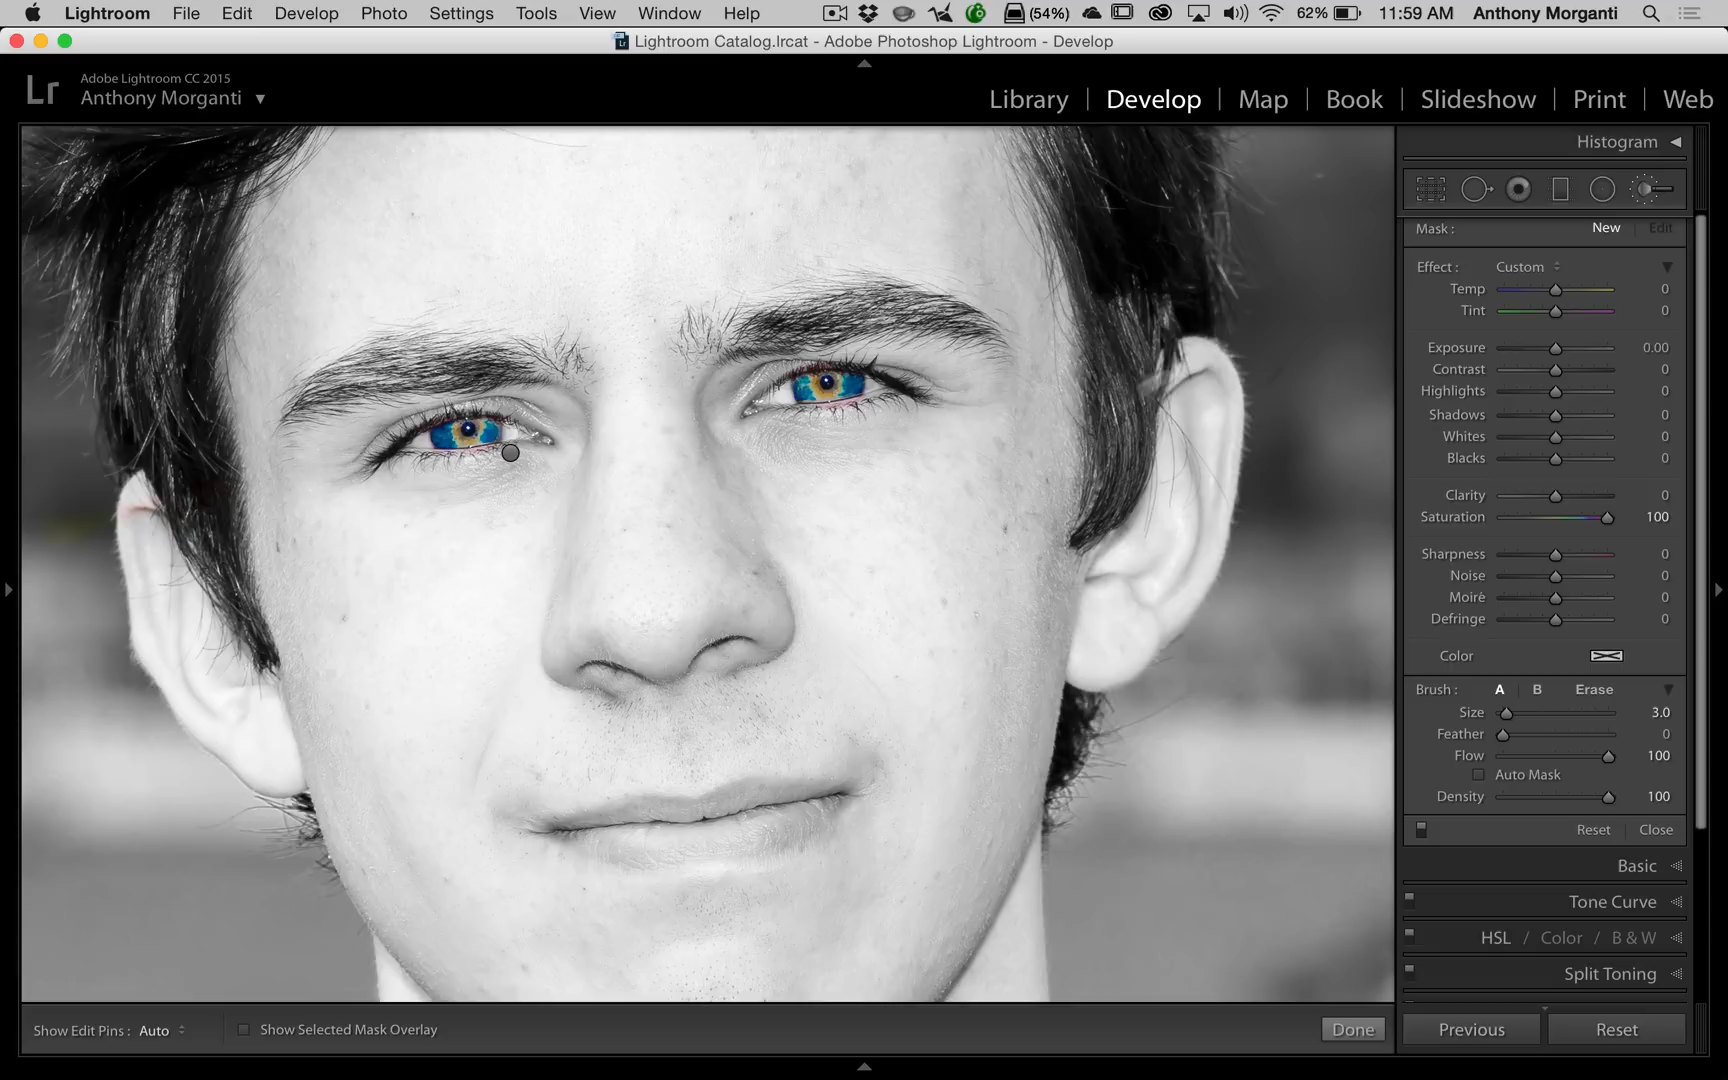 Lightroom File Edit Develop Photo Settings Tools View Window Help (54%) 62% 11:59 AM Anthony Morganti
Lightroom Catalog.lrcat - Adobe Photoshop Lightroom - Develop
Lr
Adobe Lightroom CC 2015
Anthony Morganti
Library | Develop | Map | Book | Slideshow | Print | Web
Histogram
Mask : New Edit
Effect : Custom
Temp 0
Tint 0
Exposure 0.00
Contrast 0
Highlights 0
Shadows 0
Whites 0
Blacks 0
Clarity 0
Saturation 100
Sharpness 0
Noise 0
Moiré 0
Defringe 0
Color
Brush : A B Erase
Size 3.0
Feather 0
Flow 100
Auto Mask
Density 100
Reset Close
Basic
Tone Curve
HSL / Color / B & W
Split Toning
Show Edit Pins : Auto Show Selected Mask Overlay Done Previous Reset